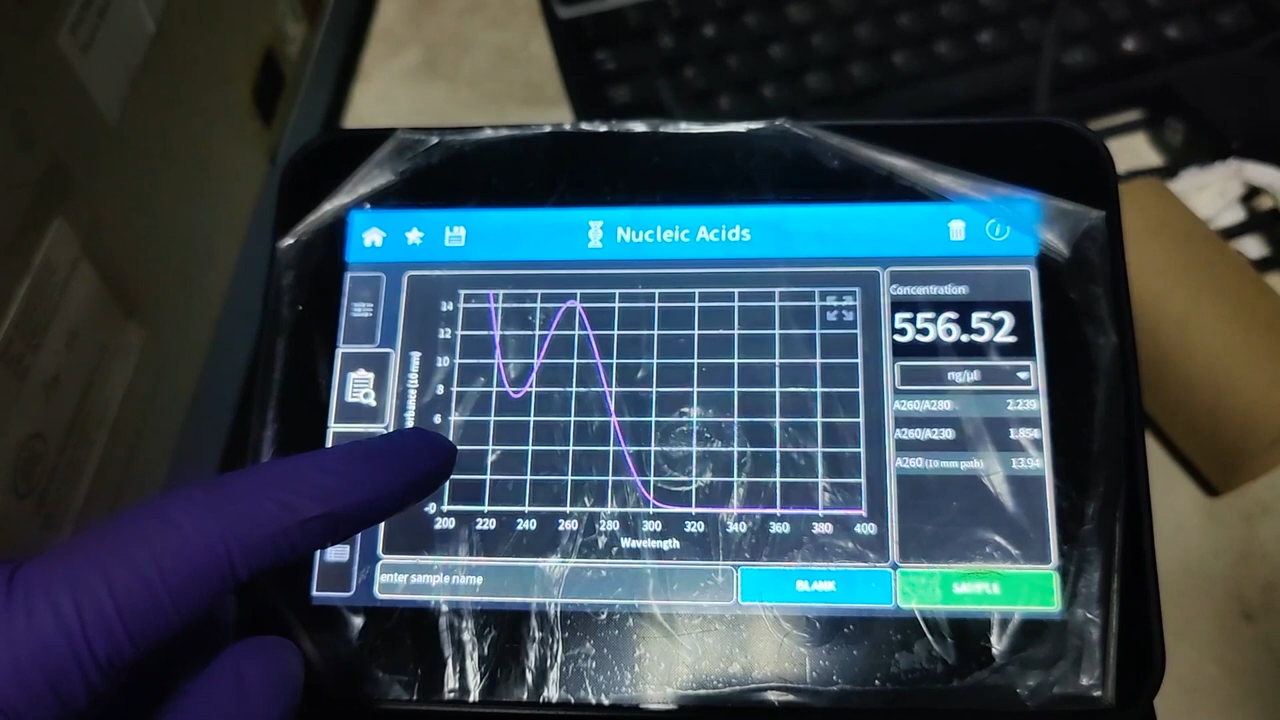 Nucleic Acids
Concentration
556.52
ng/µl
A260/A280 2.239
A260/A230 1.854
A260 (10 mm path) 13.94
14
12
10
8
6
-0
200 220 240 260 280 300 320 340 360 380 400
Wavelength
enter sample name
BLANK
SAMPLE